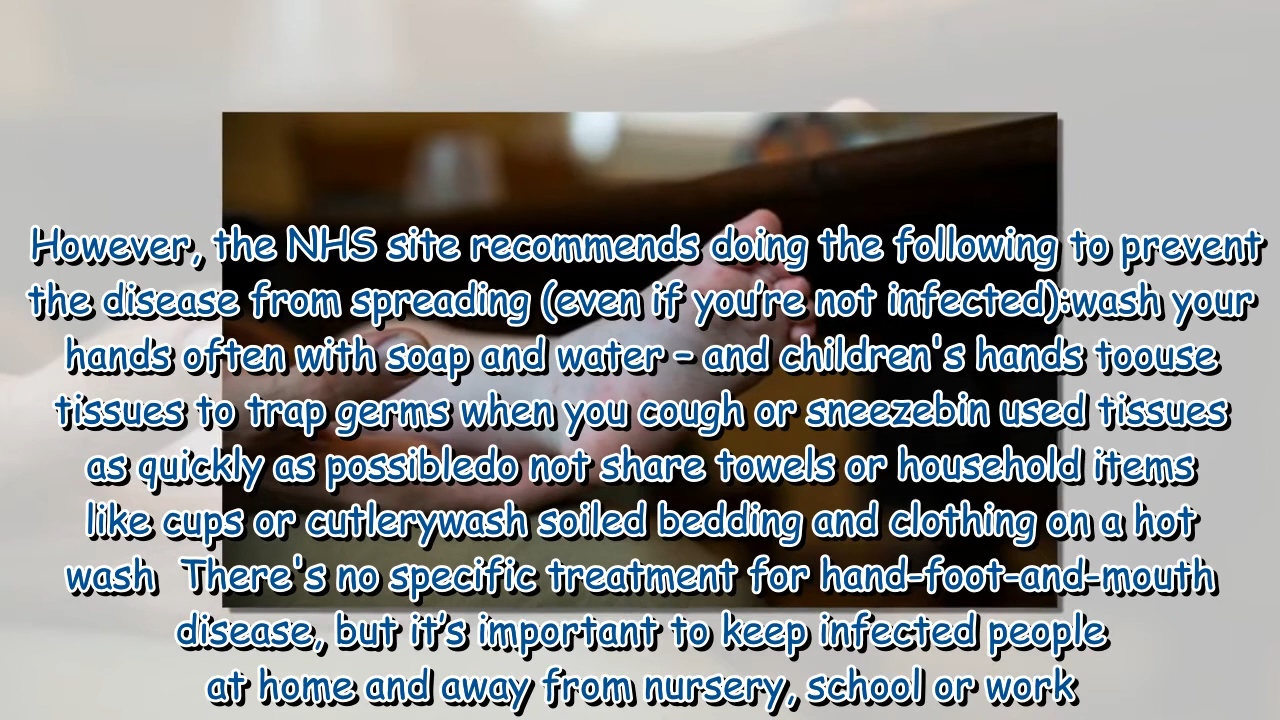 However, the NHS site recommends doing the following to prevent
the disease from spreading (even if you’re not infected):wash your
hands often with soap and water – and children's hands toouse
tissues to trap germs when you cough or sneezebin used tissues
as quickly as possibledo not share towels or household items
like cups or cutlerywash soiled bedding and clothing on a hot
wash  There's no specific treatment for hand-foot-and-mouth
disease, but it’s important to keep infected people
at home and away from nursery, school or work